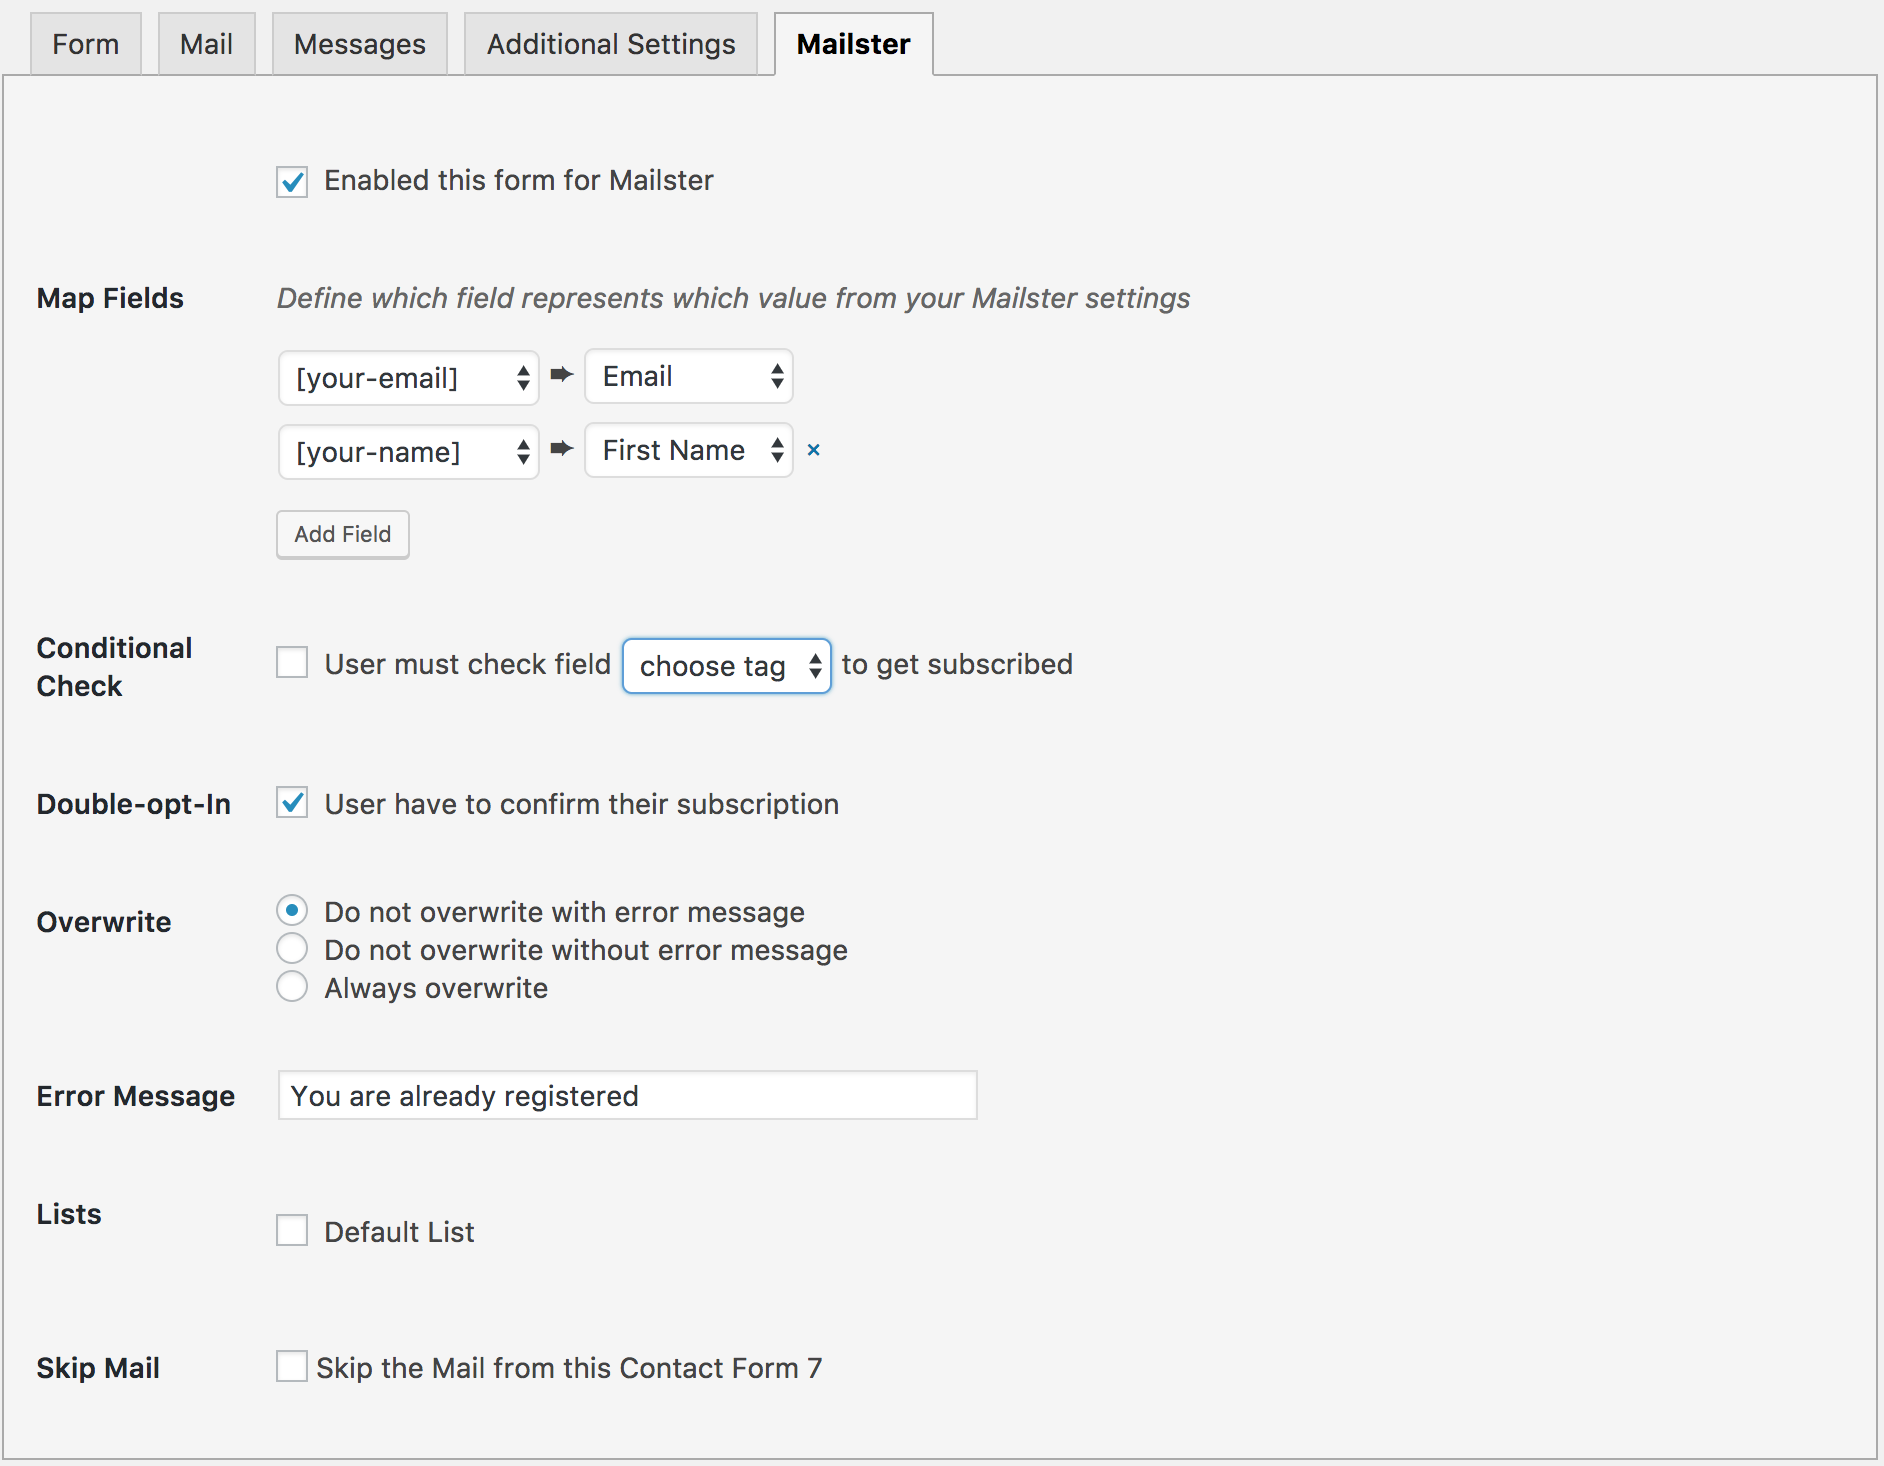 Form Mail Messages Additional Settings Mailster
Enabled this form for Mailster
Map Fields Define which field represents which value from your Mailster settings
[your-email] Email
[your-name] First Name ×
Add Field
Conditional
Check
User must check field choose tag to get subscribed
Double-opt-In User have to confirm their subscription
Overwrite Do not overwrite with error message
Do not overwrite without error message
Always overwrite
Error Message You are already registered
Lists
Default List
Skip Mail Skip the Mail from this Contact Form 7